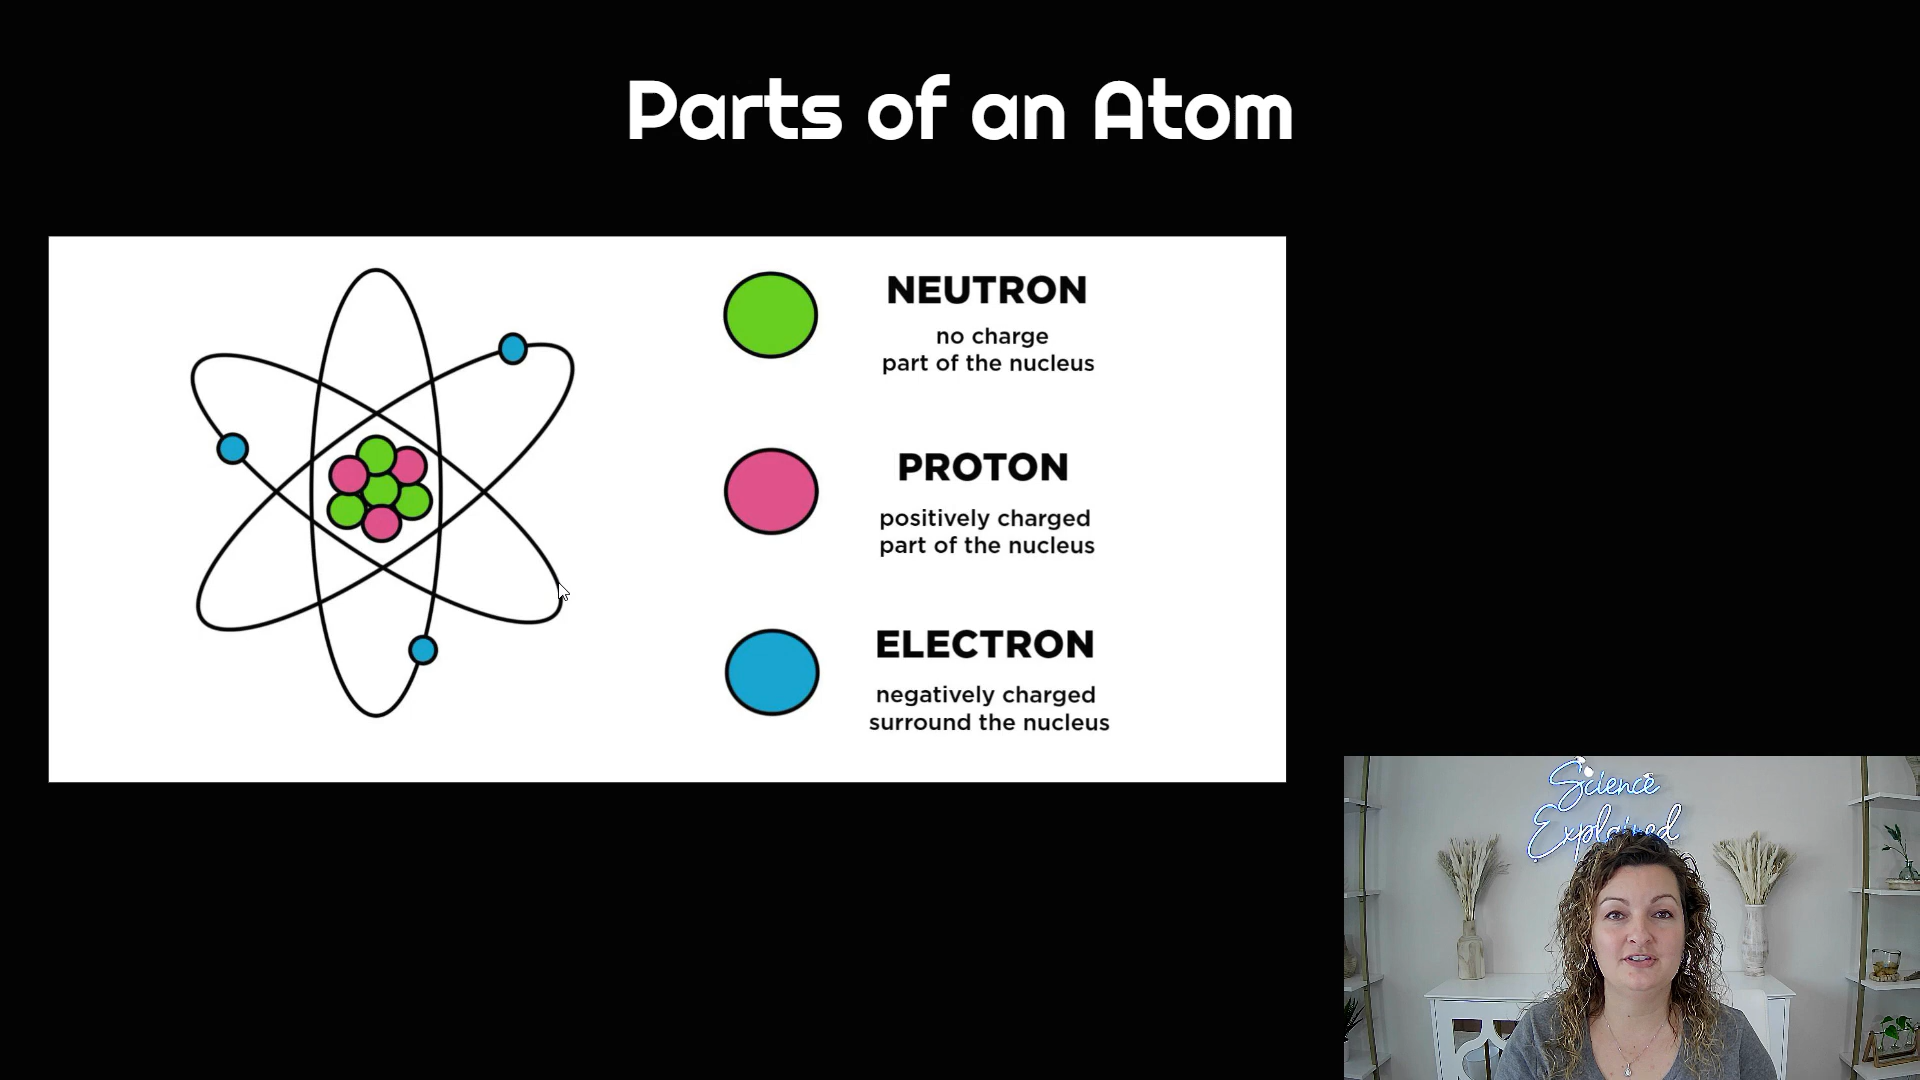 Parts of an Atom
NEUTRON
no charge
part of the nucleus
PROTON
positively charged
part of the nucleus
ELECTRON
negatively charged
surround the nucleus
Science
Explained